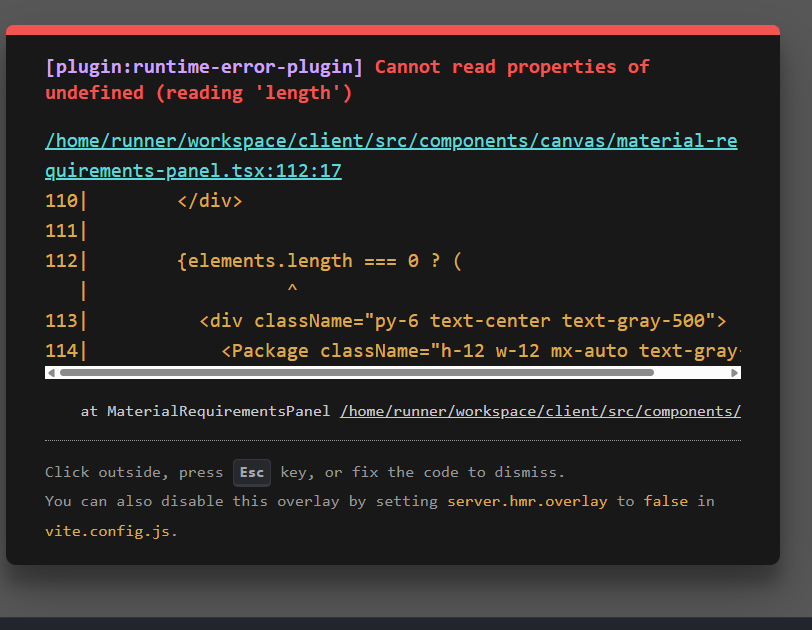 [plugin:runtime-error-plugin] Cannot read properties of
undefined (reading 'length')
/home/runner/workspace/client/src/components/canvas/material-re
quirements-panel.tsx:112:17
110|        </div>
111|
112|        {elements.length === 0 ? (
   |                  ^
113|          <div className="py-6 text-center text-gray-500">
114|            <Package className="h-12 w-12 mx-auto text-gray-
at MaterialRequirementsPanel /home/runner/workspace/client/src/components/
Click outside, press Esc key, or fix the code to dismiss.
You can also disable this overlay by setting server.hmr.overlay to false in
vite.config.js.